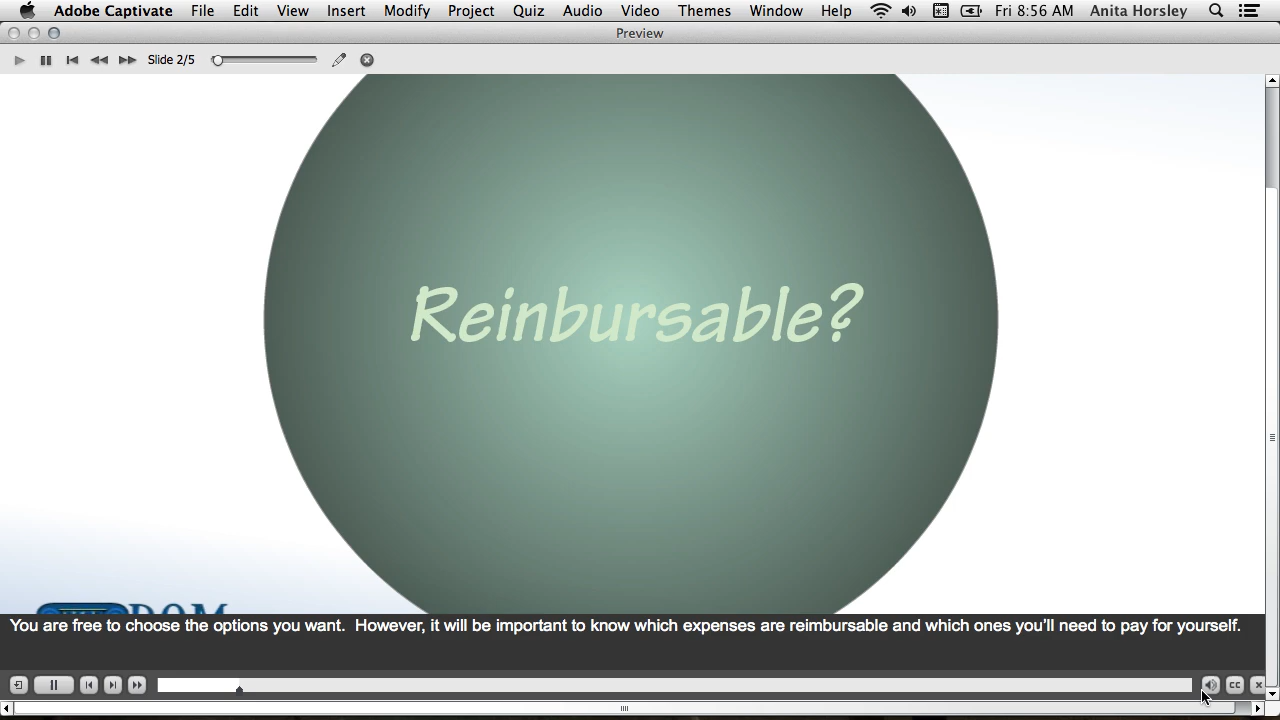 Adobe Captivate File Edit View Insert Modify Project Quiz Audio Video Themes Window Help Fri 8:56 AM Anita Horsley
Preview
Slide 2/5
Reinbursable?
You are free to choose the options you want. However, it will be important to know which expenses are reimbursable and which ones you'll need to pay for yourself.
CC